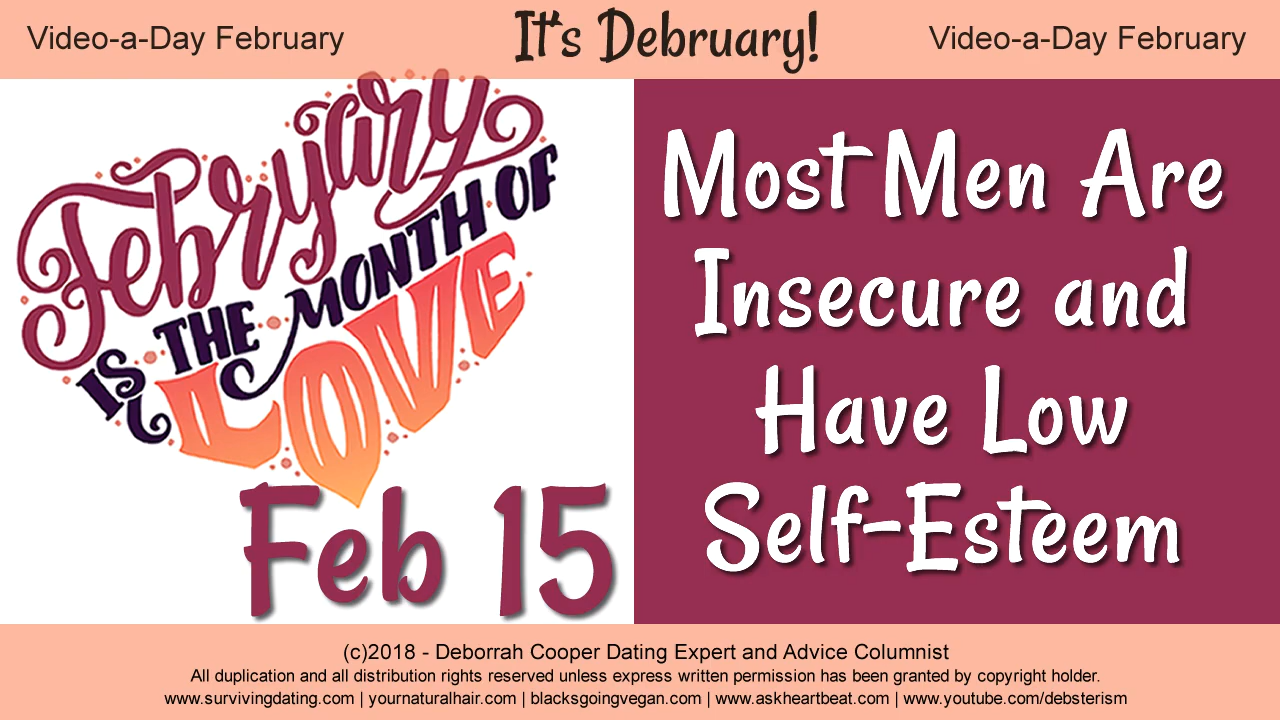 Video-a-Day February
It's Debruary!
Video-a-Day February
Febryary
IS THE MONTH OF
LOVE
Feb 15
Most Men Are
Insecure and
Have Low
Self-Esteem
(c)2018 - Deborrah Cooper Dating Expert and Advice Columnist
All duplication and all distribution rights reserved unless express written permission has been granted by copyright holder.
www.survivingdating.com | yournaturalhair.com | blacksgoingvegan.com | www.askheartbeat.com | www.youtube.com/debsterism